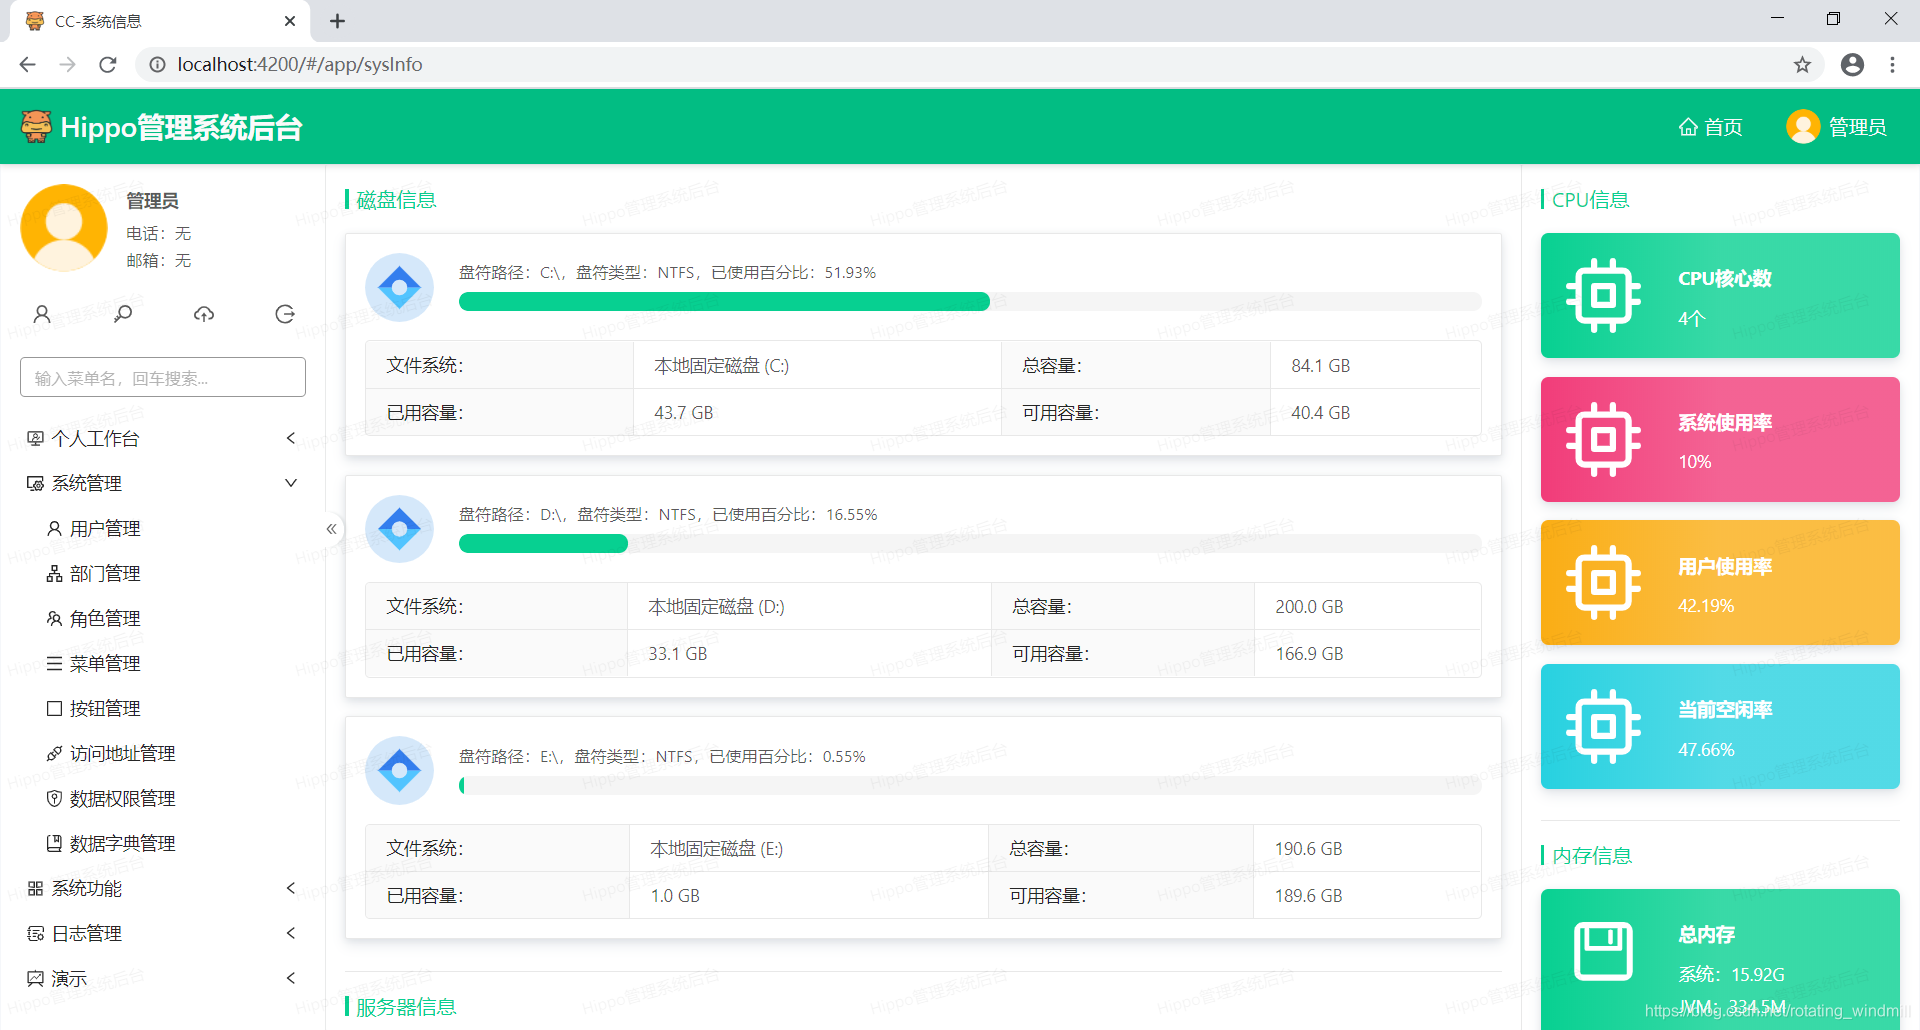 CC-系统信息
localhost:4200/#/app/sysInfo
Hippo管理系统后台
首页
管理员
管理员
电话：无
邮箱：无
输入菜单名，回车搜索...
个人工作台
系统管理
用户管理
部门管理
角色管理
菜单管理
按钮管理
访问地址管理
数据权限管理
数据字典管理
系统功能
日志管理
演示
磁盘信息
盘符路径：C:\，盘符类型：NTFS，已使用百分比：51.93%
文件系统： 本地固定磁盘 (C:) 总容量： 84.1 GB
已用容量： 43.7 GB 可用容量： 40.4 GB
盘符路径：D:\，盘符类型：NTFS，已使用百分比：16.55%
文件系统： 本地固定磁盘 (D:) 总容量： 200.0 GB
已用容量： 33.1 GB 可用容量： 166.9 GB
盘符路径：E:\，盘符类型：NTFS，已使用百分比：0.55%
文件系统： 本地固定磁盘 (E:) 总容量： 190.6 GB
已用容量： 1.0 GB 可用容量： 189.6 GB
服务器信息
CPU信息
CPU核心数
4个
系统使用率
10%
用户使用率
42.19%
当前空闲率
47.66%
内存信息
总内存
系统：15.92G
JVM：334.5M
https://blog.csdn.net/rotating_windmill
Hippo管理系统后台